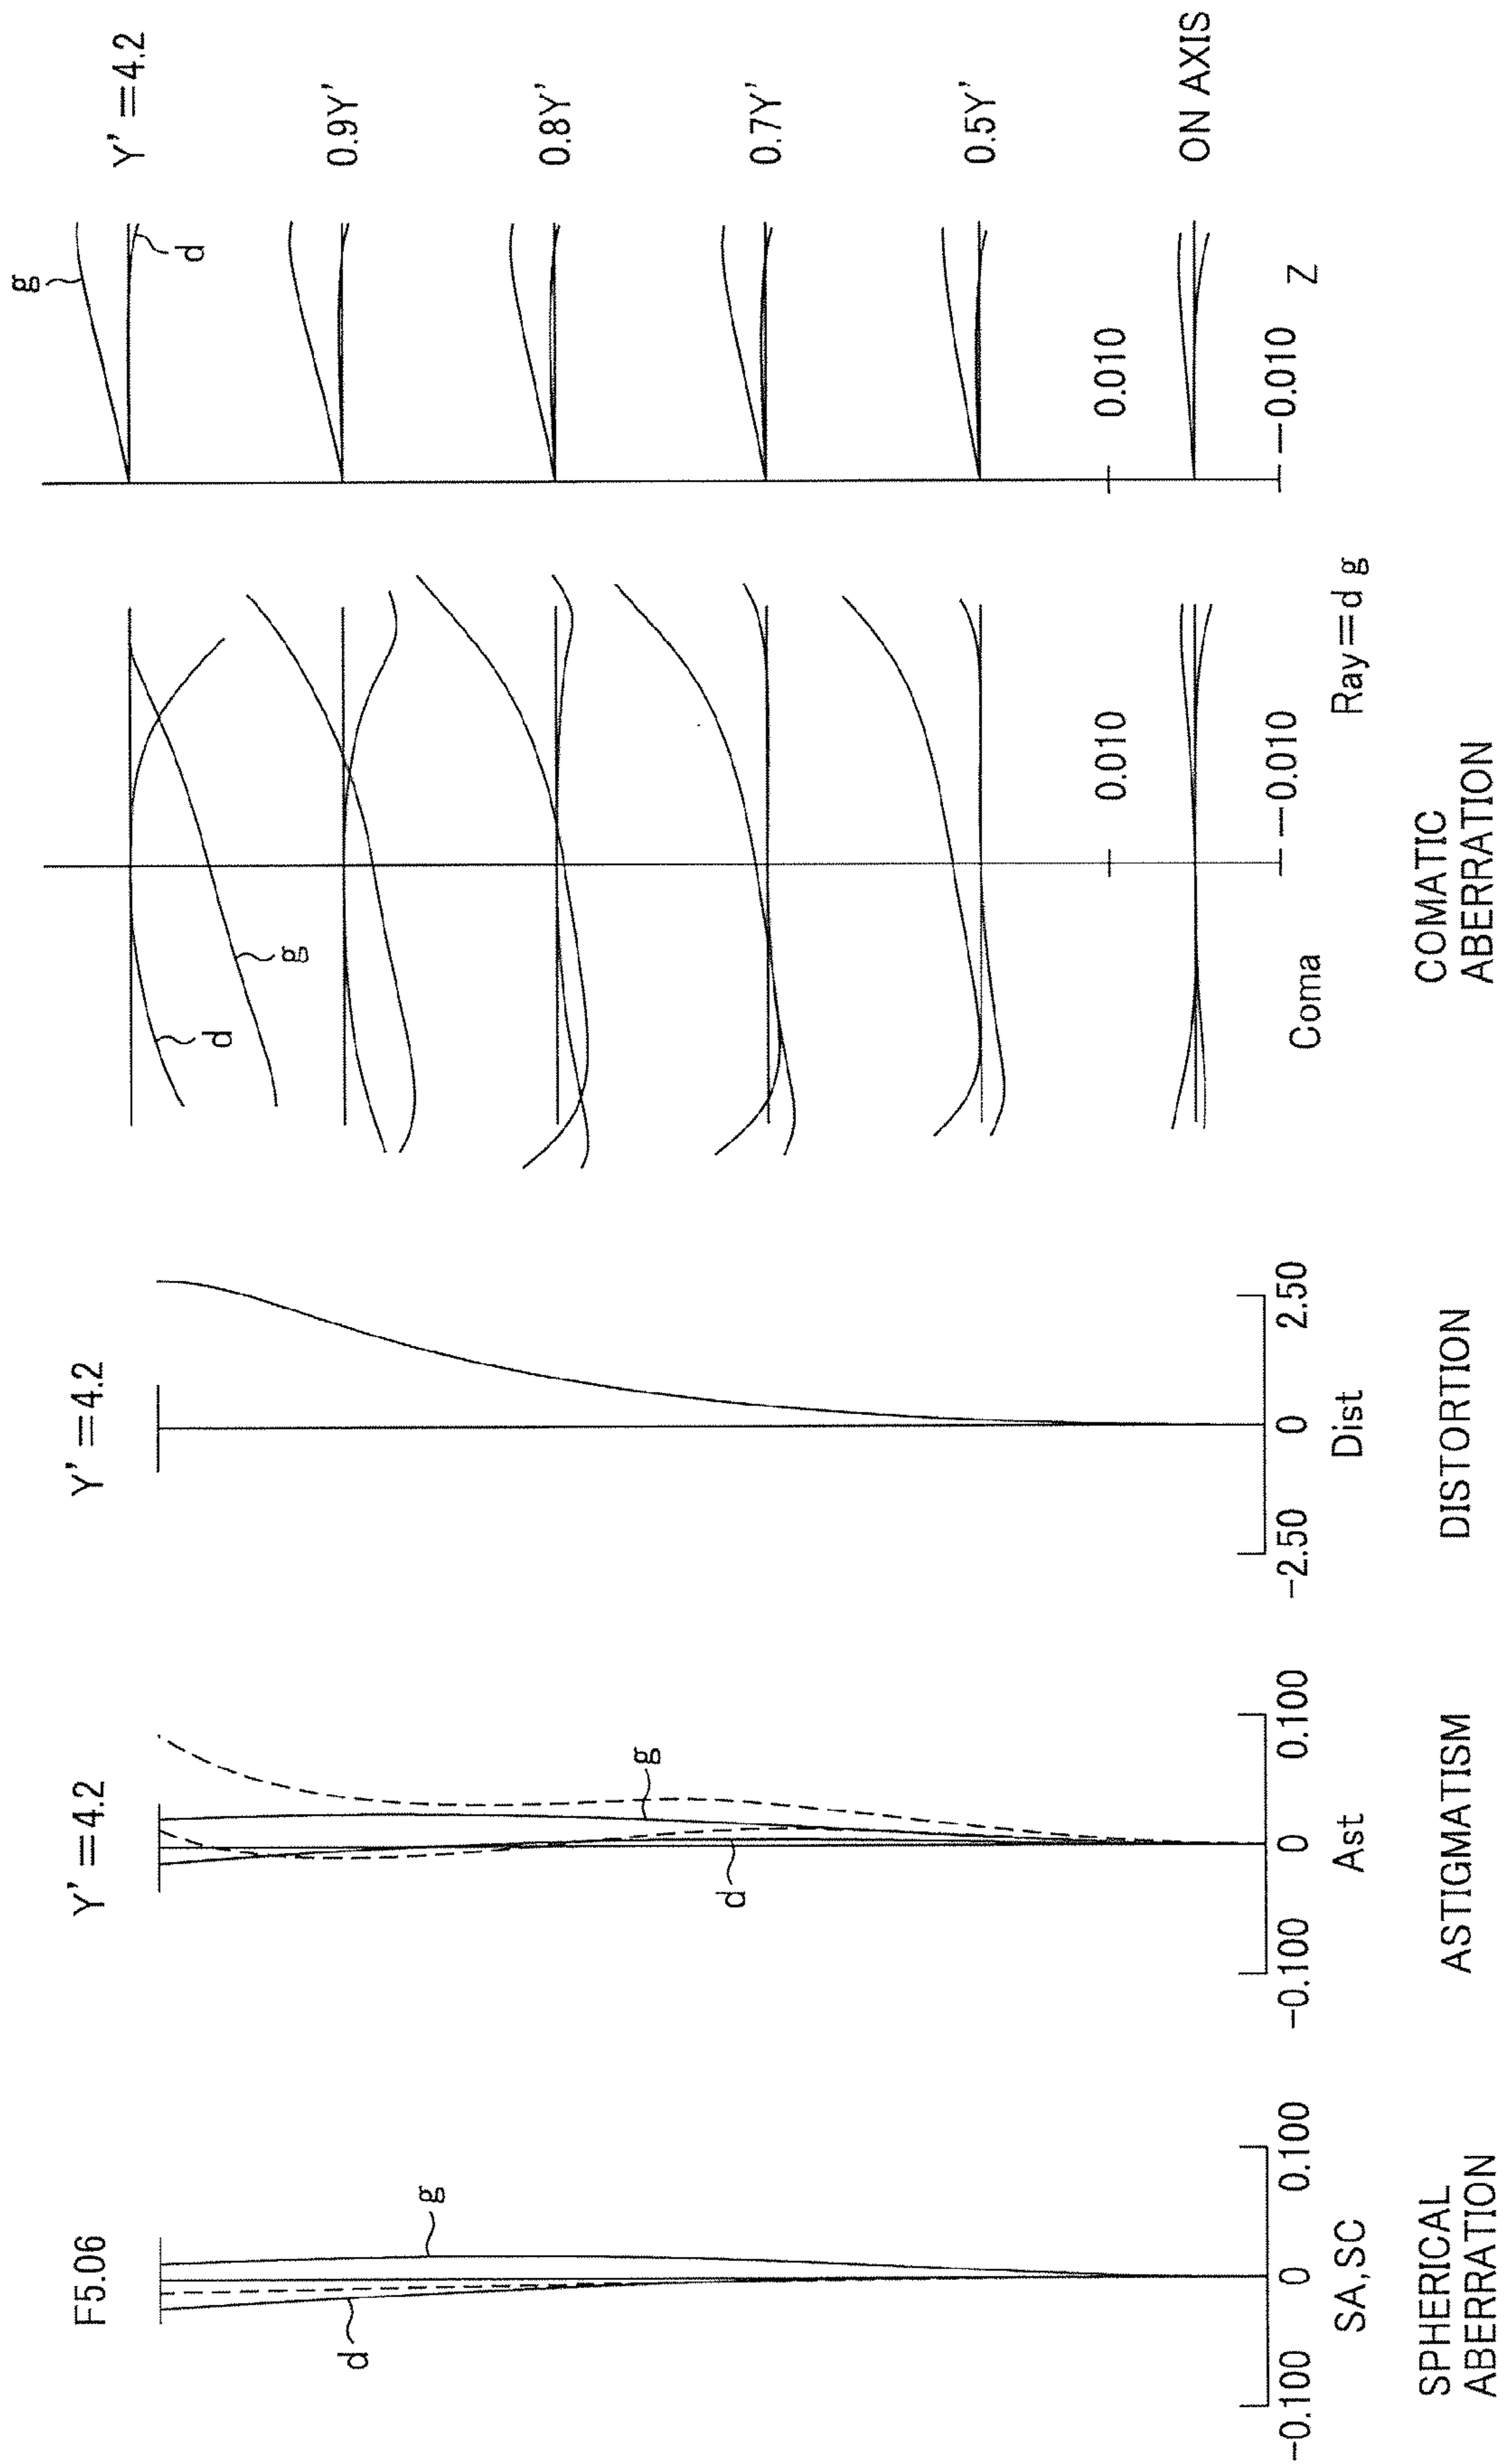 F5.06
g
d
-0.100
0
0.100
SA,SC
SPHERICAL
ABERRATION
Y'=4.2
g
d
-0.100
0
0.100
Ast
ASTIGMATISM
Y'=4.2
-2.50
0
2.50
Dist
DISTORTION
d
g
0.010
-0.010
Coma
Ray=d g
COMATIC
ABERRATION
g
d
Y'=4.2
0.9Y'
0.8Y'
0.7Y'
0.5Y'
0.010
ON AXIS
-0.010
Z